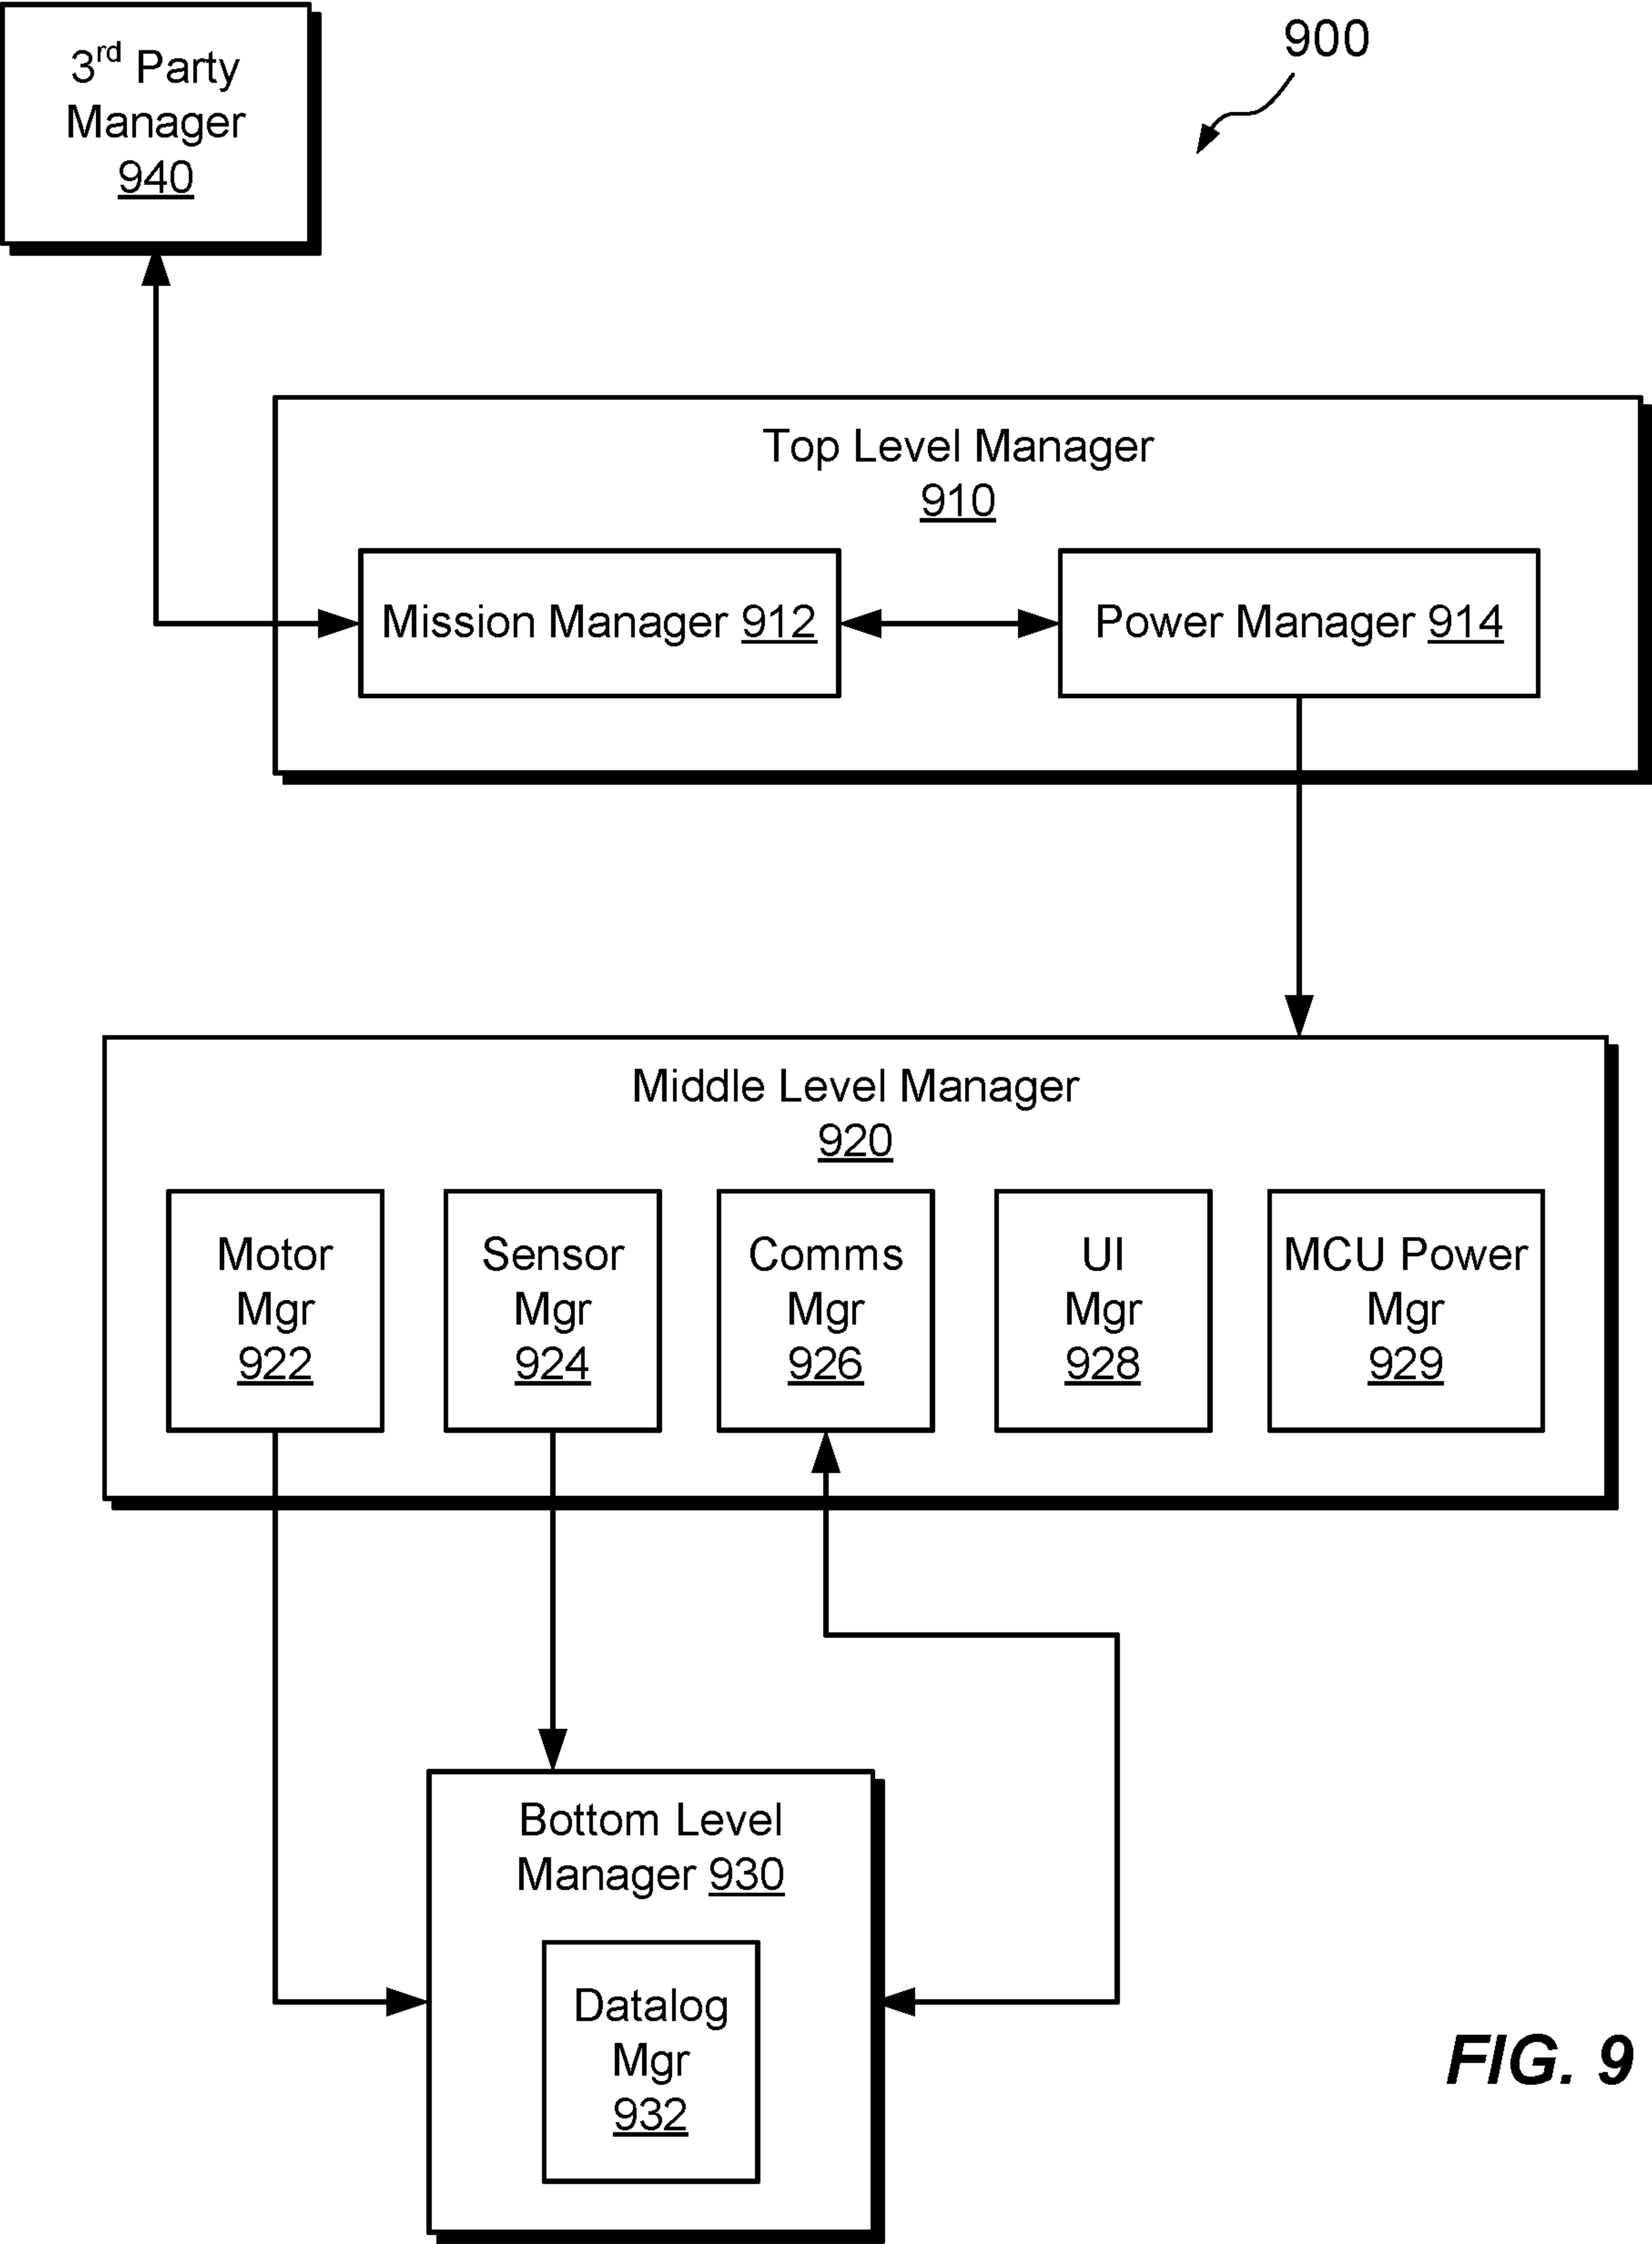 900
3rd Party
Manager
940
Top Level Manager
910
Mission Manager 912
Power Manager 914
Middle Level Manager
920
Motor
Mgr
922
Sensor
Mgr
924
Comms
Mgr
926
UI
Mgr
928
MCU Power
Mgr
929
Bottom Level
Manager 930
Datalog
Mgr
932
FIG. 9